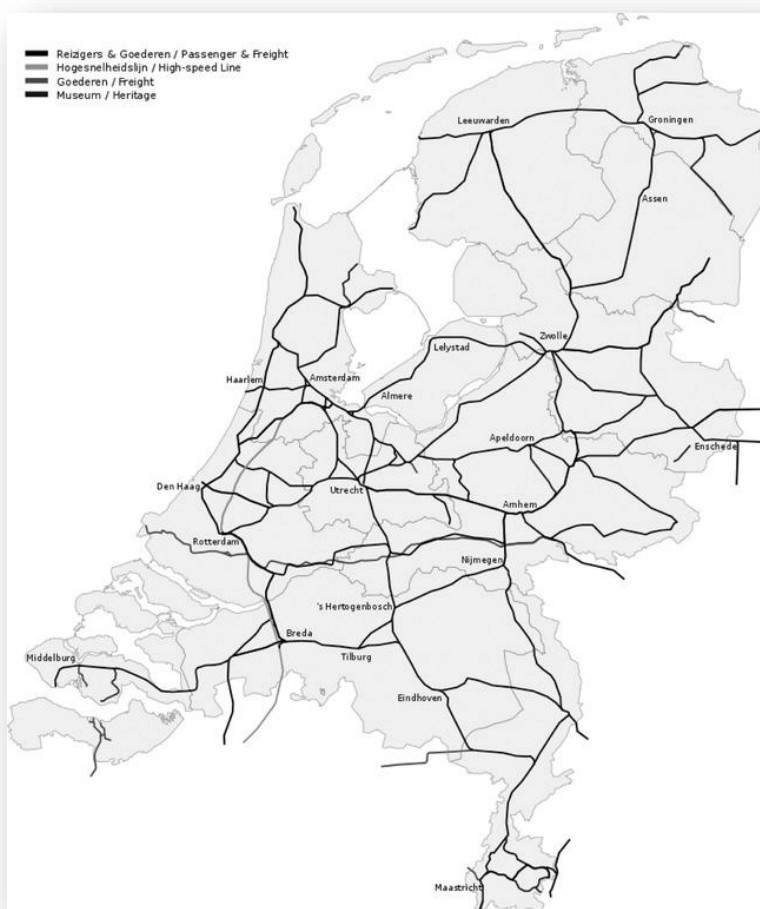 Reizigers & Goederen / Passenger & Freight
Hogesnelheidslijn / High-speed Line
Goederen / Freight
Museum / Heritage
Leeuwarden
Groningen
Assen
Zwolle
Lelystad
Haarlem
Amsterdam
Almere
Apeldoorn
Enschede
Den Haag
Utrecht
Arnhem
Rotterdam
Nijmegen
's Hertogenbosch
Breda
Tilburg
Middelburg
Eindhoven
Maastricht